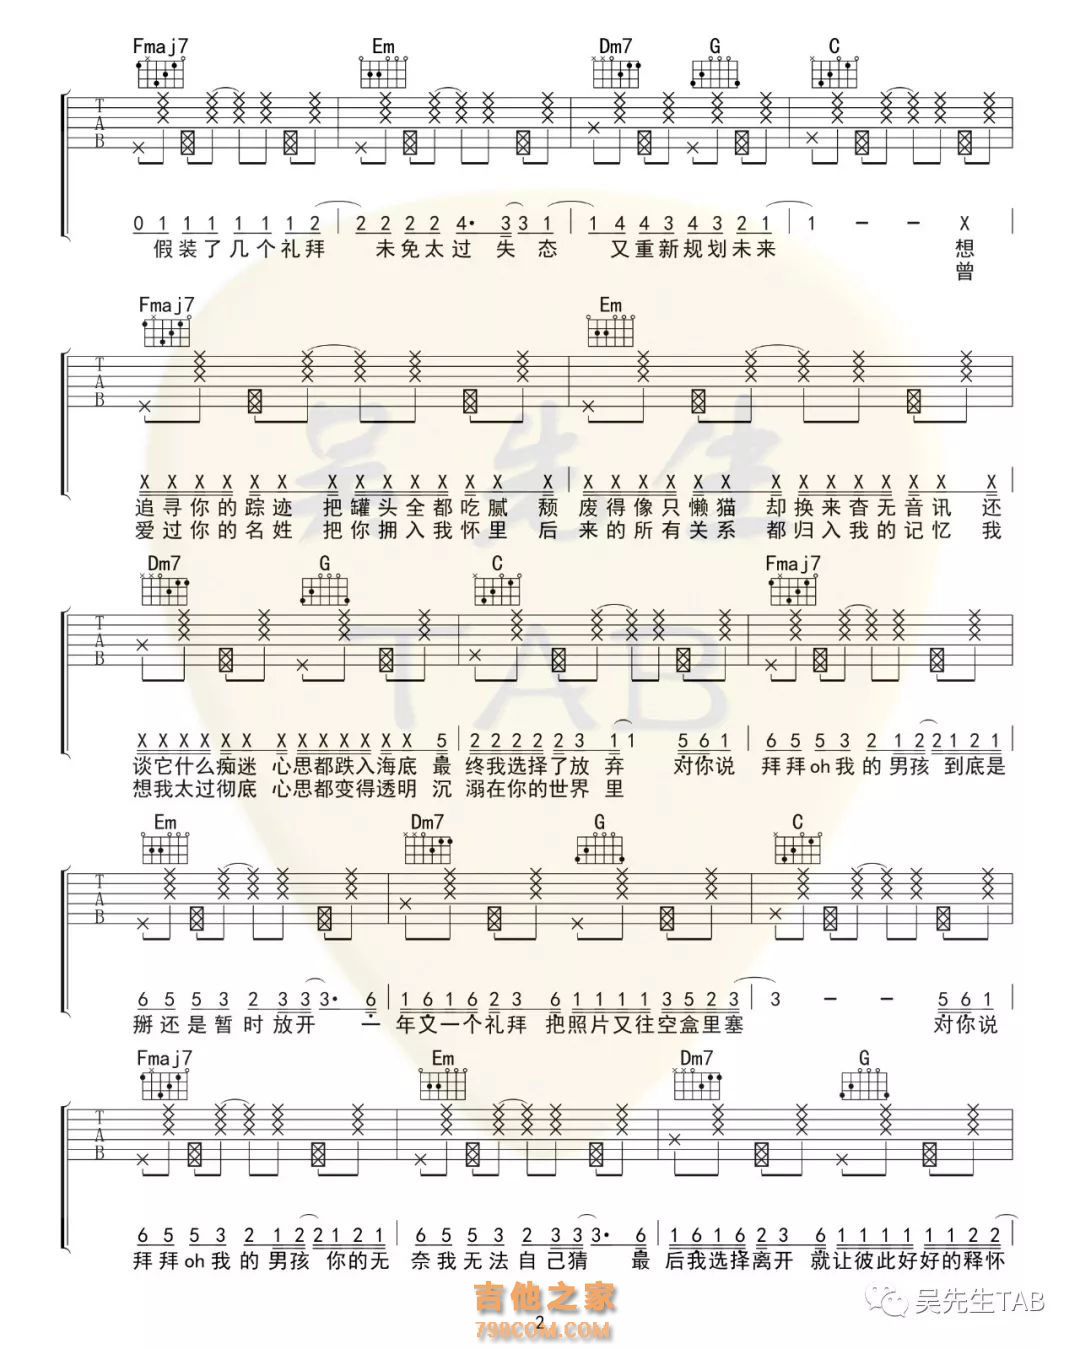 Fmaj7 Em Dm7 G C
T A B
0 1 1 1 1 1 1 2 | 2 2 2 2 4· 3 3 1 | 1 4 4 3 4 3 2 1 | 1 — — X |
假装了几个礼拜 未免太过失态 又重新规划未来 想
曾
Fmaj7 Em
T A B
X X X X X X X X X X X X X X | X X X X X X X X X X X X X X
追寻你的踪迹 把罐头全都吃腻 颓废得像只懒猫 却换来杳无音讯 还
爱过你的名姓 把你拥入我怀里 后来的所有关系 都归入我的记忆 我
Dm7 G C Fmaj7
T A B
X X X X X X X X X X X X X 5 | 2 2 2 2 2 3 1 1 5 6 1 | 6 5 5 3 2 1 2 2 1 2 1
谈它什么痴迷 心思都跌入海底 最终我选择了放弃 对你说 拜拜oh我的男孩 到底是
想我太过彻底 心思都变得透明 沉溺在你的世界里
Em Dm7 G C
T A B
6 5 5 3 2 3 3 3· 6 | 1 6 1 6 2 3 6 1 1 1 1 3 5 2 3 | 3 — — 5 6 1 |
掰还是暂时放开 一年又一个礼拜 把照片又往空盒里塞 对你说
Fmaj7 Em Dm7 G
T A B
6 5 5 3 2 1 2 2 1 2 1 | 6 5 5 3 2 3 3 3· 6 | 1 6 1 6 2 3 6 1 1 1 1 1 2 2
拜拜oh我的男孩 你的无奈我无法自己猜 最后我选择离开 就让彼此好好的释怀
吴先生
TAB
吉他之家
798COM.COM
2
吴先生TAB